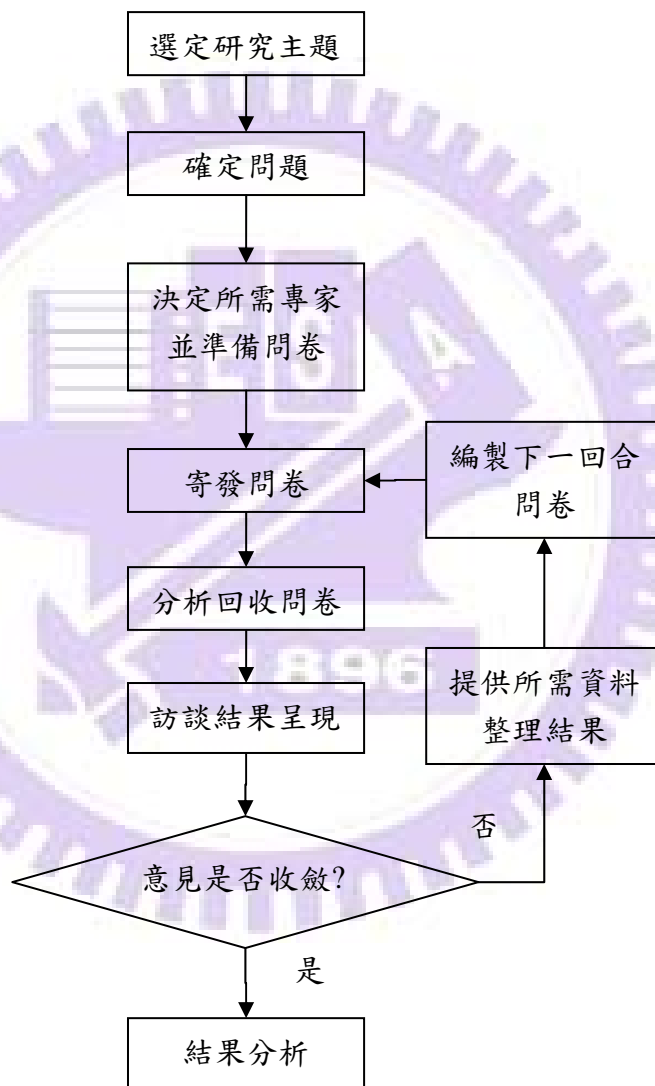 選定研究主題
確定問題
決定所需專家
並準備問卷
寄發問卷
編製下一回合
問卷
分析回收問卷
訪談結果呈現
提供所需資料
整理結果
意見是否收斂?
否
是
結果分析
E
S
A
1896